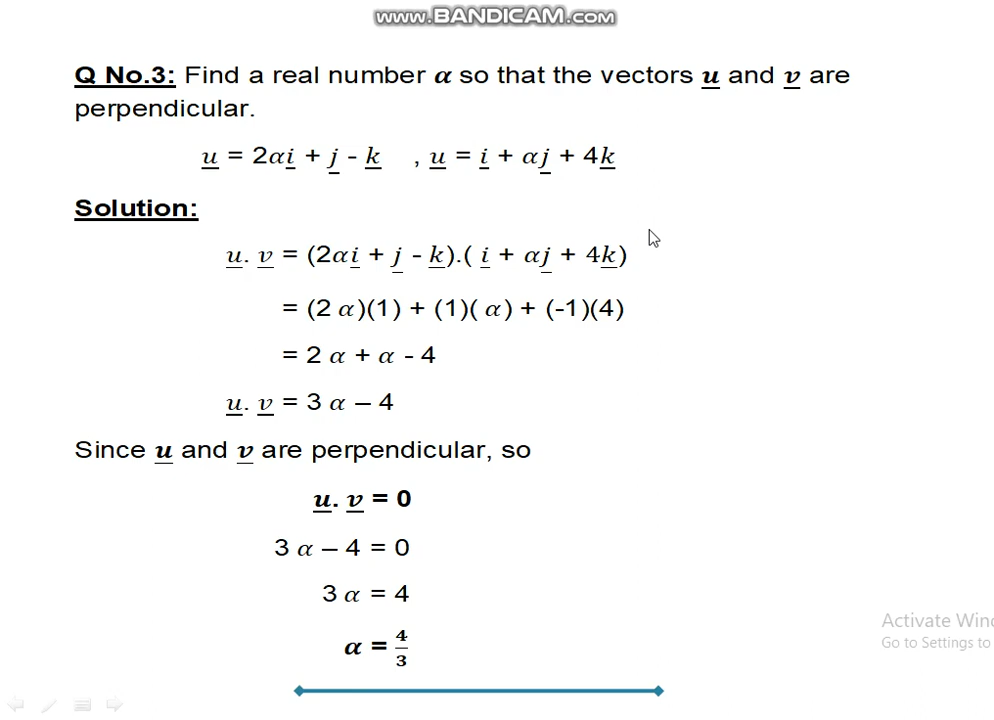 www.BANDICAM.com
Q No.3: Find a real number α so that the vectors u and v are
perpendicular.
u = 2αi + j - k , u = i + αj + 4k
Solution:
u. v = (2αi + j - k).( i + αj + 4k)
= (2 α)(1) + (1)( α) + (-1)(4)
= 2 α + α - 4
u. v = 3 α – 4
Since u and v are perpendicular, so
u. v = 0
3 α – 4 = 0
3 α = 4
α = 4/3
Activate Wind
Go to Settings to